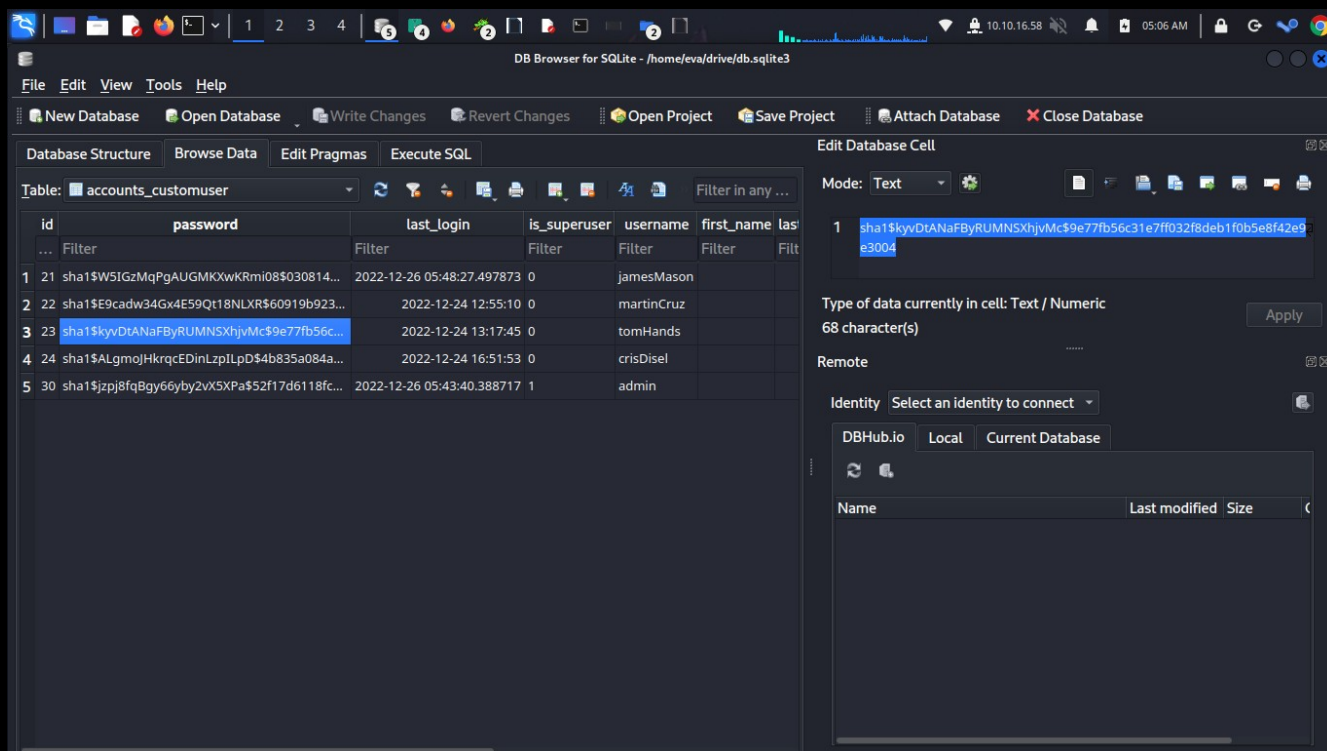 1 2 3 4 5 4 2 2 10.10.16.58 05:06 AM
DB Browser for SQLite - /home/eva/drive/db.sqlite3
File Edit View Tools Help
New Database Open Database Write Changes Revert Changes Open Project Save Project Attach Database Close Database
Database Structure Browse Data Edit Pragmas Execute SQL
Table: accounts_customuser Filter in any ...
id password last_login is_superuser username first_name las
... Filter Filter Filter Filter Filter Filt
1 21 sha1$W5IGzMqPgAUGMKXwKRmi08$030814... 2022-12-26 05:48:27.497873 0 jamesMason
2 22 sha1$E9cadw34Gx4E59Qt18NLXR$60919b923... 2022-12-24 12:55:10 0 martinCruz
3 23 sha1$kyvDtANaFByRUMNSXhjvMc$9e77fb56c... 2022-12-24 13:17:45 0 tomHands
4 24 sha1$ALgmoJHkrqcEDinLzpILpD$4b835a084a... 2022-12-24 16:51:53 0 crisDisel
5 30 sha1$jzpj8fqBgy66yby2vX5XPa$52f17d6118fc... 2022-12-26 05:43:40.388717 1 admin
Edit Database Cell
Mode: Text
1 sha1$kyvDtANaFByRUMNSXhjvMc$9e77fb56c31e7ff032f8deb1f0b5e8f42e9
e3004
Type of data currently in cell: Text / Numeric
68 character(s)
Apply
Remote
Identity Select an identity to connect
DBHub.io Local Current Database
Name Last modified Size